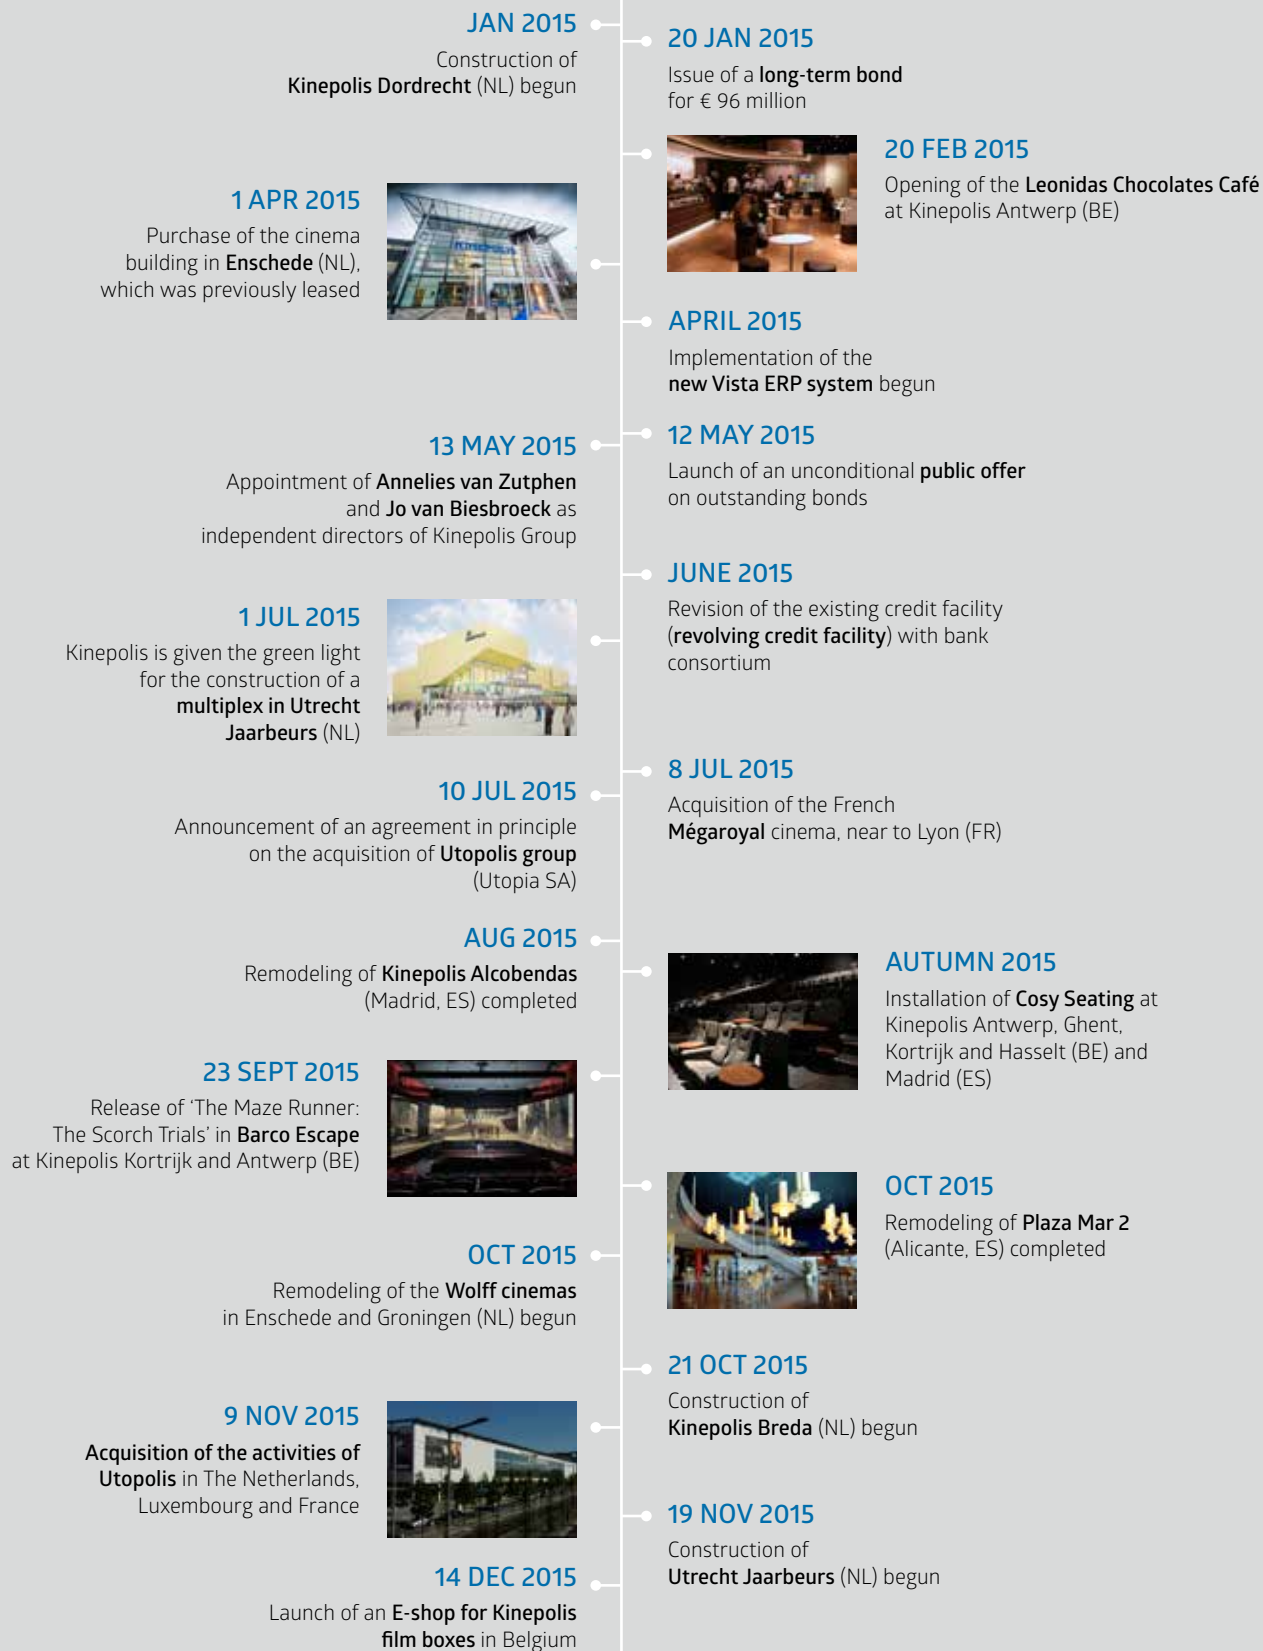 JAN 2015
Construction of
Kinepolis Dordrecht (NL) begun
20 JAN 2015
Issue of a long-term bond
for € 96 million
20 FEB 2015
Opening of the Leonidas Chocolates Café
at Kinepolis Antwerp (BE)
1 APR 2015
Purchase of the cinema
building in Enschede (NL),
which was previously leased
KINEPOLIS
APRIL 2015
Implementation of the
new Vista ERP system begun
12 MAY 2015
Launch of an unconditional public offer
on outstanding bonds
13 MAY 2015
Appointment of Annelies van Zutphen
and Jo van Biesbroeck as
independent directors of Kinepolis Group
JUNE 2015
Revision of the existing credit facility
(revolving credit facility) with bank
consortium
1 JUL 2015
Kinepolis is given the green light
for the construction of a
multiplex in Utrecht
Jaarbeurs (NL)
8 JUL 2015
Acquisition of the French
Mégaroyal cinema, near to Lyon (FR)
10 JUL 2015
Announcement of an agreement in principle
on the acquisition of Utopolis group
(Utopia SA)
AUG 2015
Remodeling of Kinepolis Alcobendas
(Madrid, ES) completed
AUTUMN 2015
Installation of Cosy Seating at
Kinepolis Antwerp, Ghent,
Kortrijk and Hasselt (BE) and
Madrid (ES)
23 SEPT 2015
Release of ‘The Maze Runner:
The Scorch Trials’ in Barco Escape
at Kinepolis Kortrijk and Antwerp (BE)
OCT 2015
Remodeling of Plaza Mar 2
(Alicante, ES) completed
OCT 2015
Remodeling of the Wolff cinemas
in Enschede and Groningen (NL) begun
21 OCT 2015
Construction of
Kinepolis Breda (NL) begun
9 NOV 2015
Acquisition of the activities of
Utopolis in The Netherlands,
Luxembourg and France
19 NOV 2015
Construction of
Utrecht Jaarbeurs (NL) begun
14 DEC 2015
Launch of an E-shop for Kinepolis
film boxes in Belgium